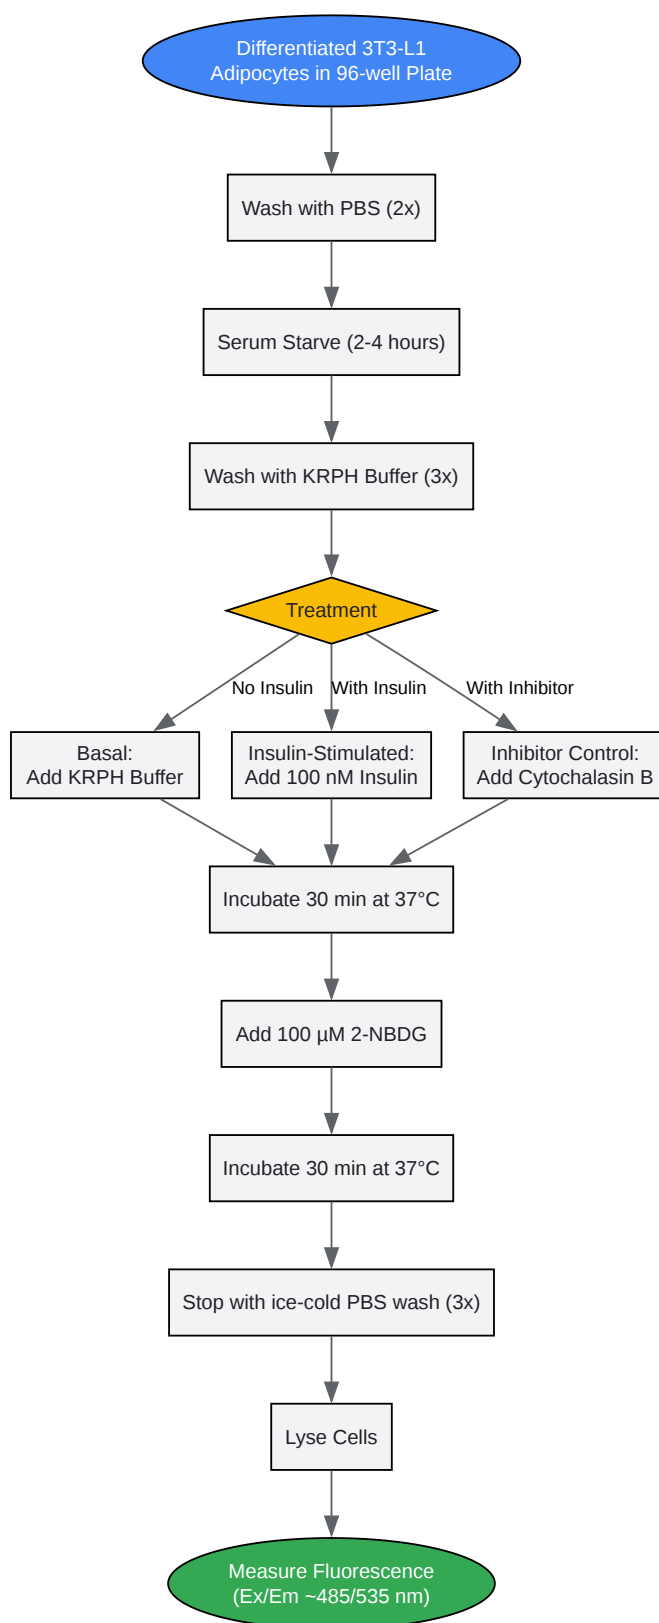 Differentiated 3T3-L1
Adipocytes in 96-well Plate
Wash with PBS (2x)
Serum Starve (2-4 hours)
Wash with KRPH Buffer (3x)
Treatment
No Insulin
With Insulin
With Inhibitor
Basal:
Add KRPH Buffer
Insulin-Stimulated:
Add 100 nM Insulin
Inhibitor Control:
Add Cytochalasin B
Incubate 30 min at 37°C
Add 100 µM 2-NBDG
Incubate 30 min at 37°C
Stop with ice-cold PBS wash (3x)
Lyse Cells
Measure Fluorescence
(Ex/Em ~485/535 nm)